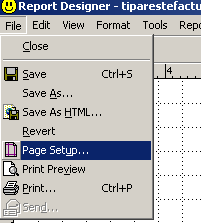 Report Designer - tiparestefactu
File Edit View Format Tools Repor
Close
Save Ctrl+S
Save As...
Save As HTML...
Revert
Page Setup...
Print Preview
Print... Ctrl+P
Send...
4